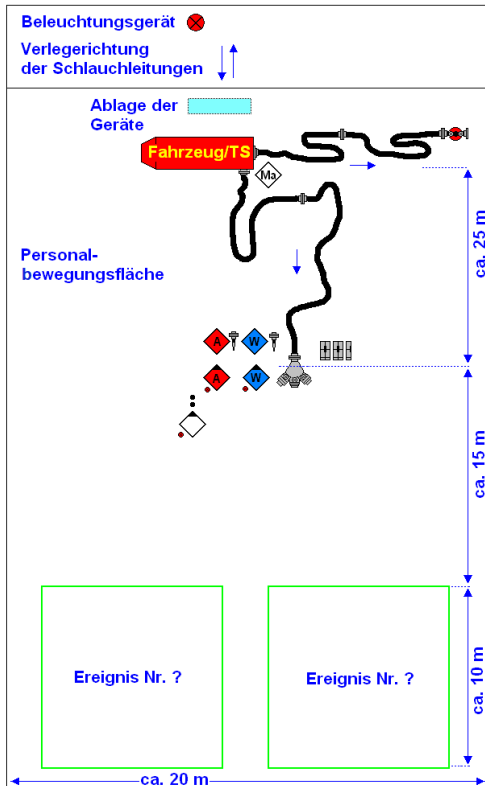 Beleuchtungsgerät
Verlegerichtung
der Schlauchleitungen
Ablage der
Geräte
Fahrzeug/TS
Ma
ca. 25 m
Personal-
bewegungsfläche
A
W
A
W
ca. 15 m
Ereignis Nr. ?
Ereignis Nr. ?
ca. 10 m
ca. 20 m